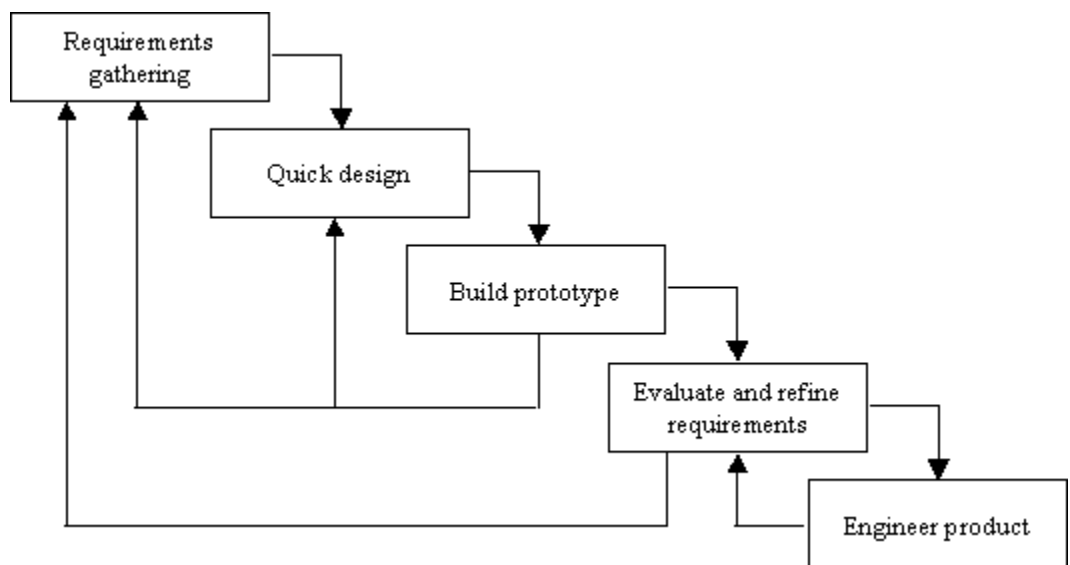 Requirements
gathering
Quick design
Build prototype
Evaluate and refine
requirements
Engineer product